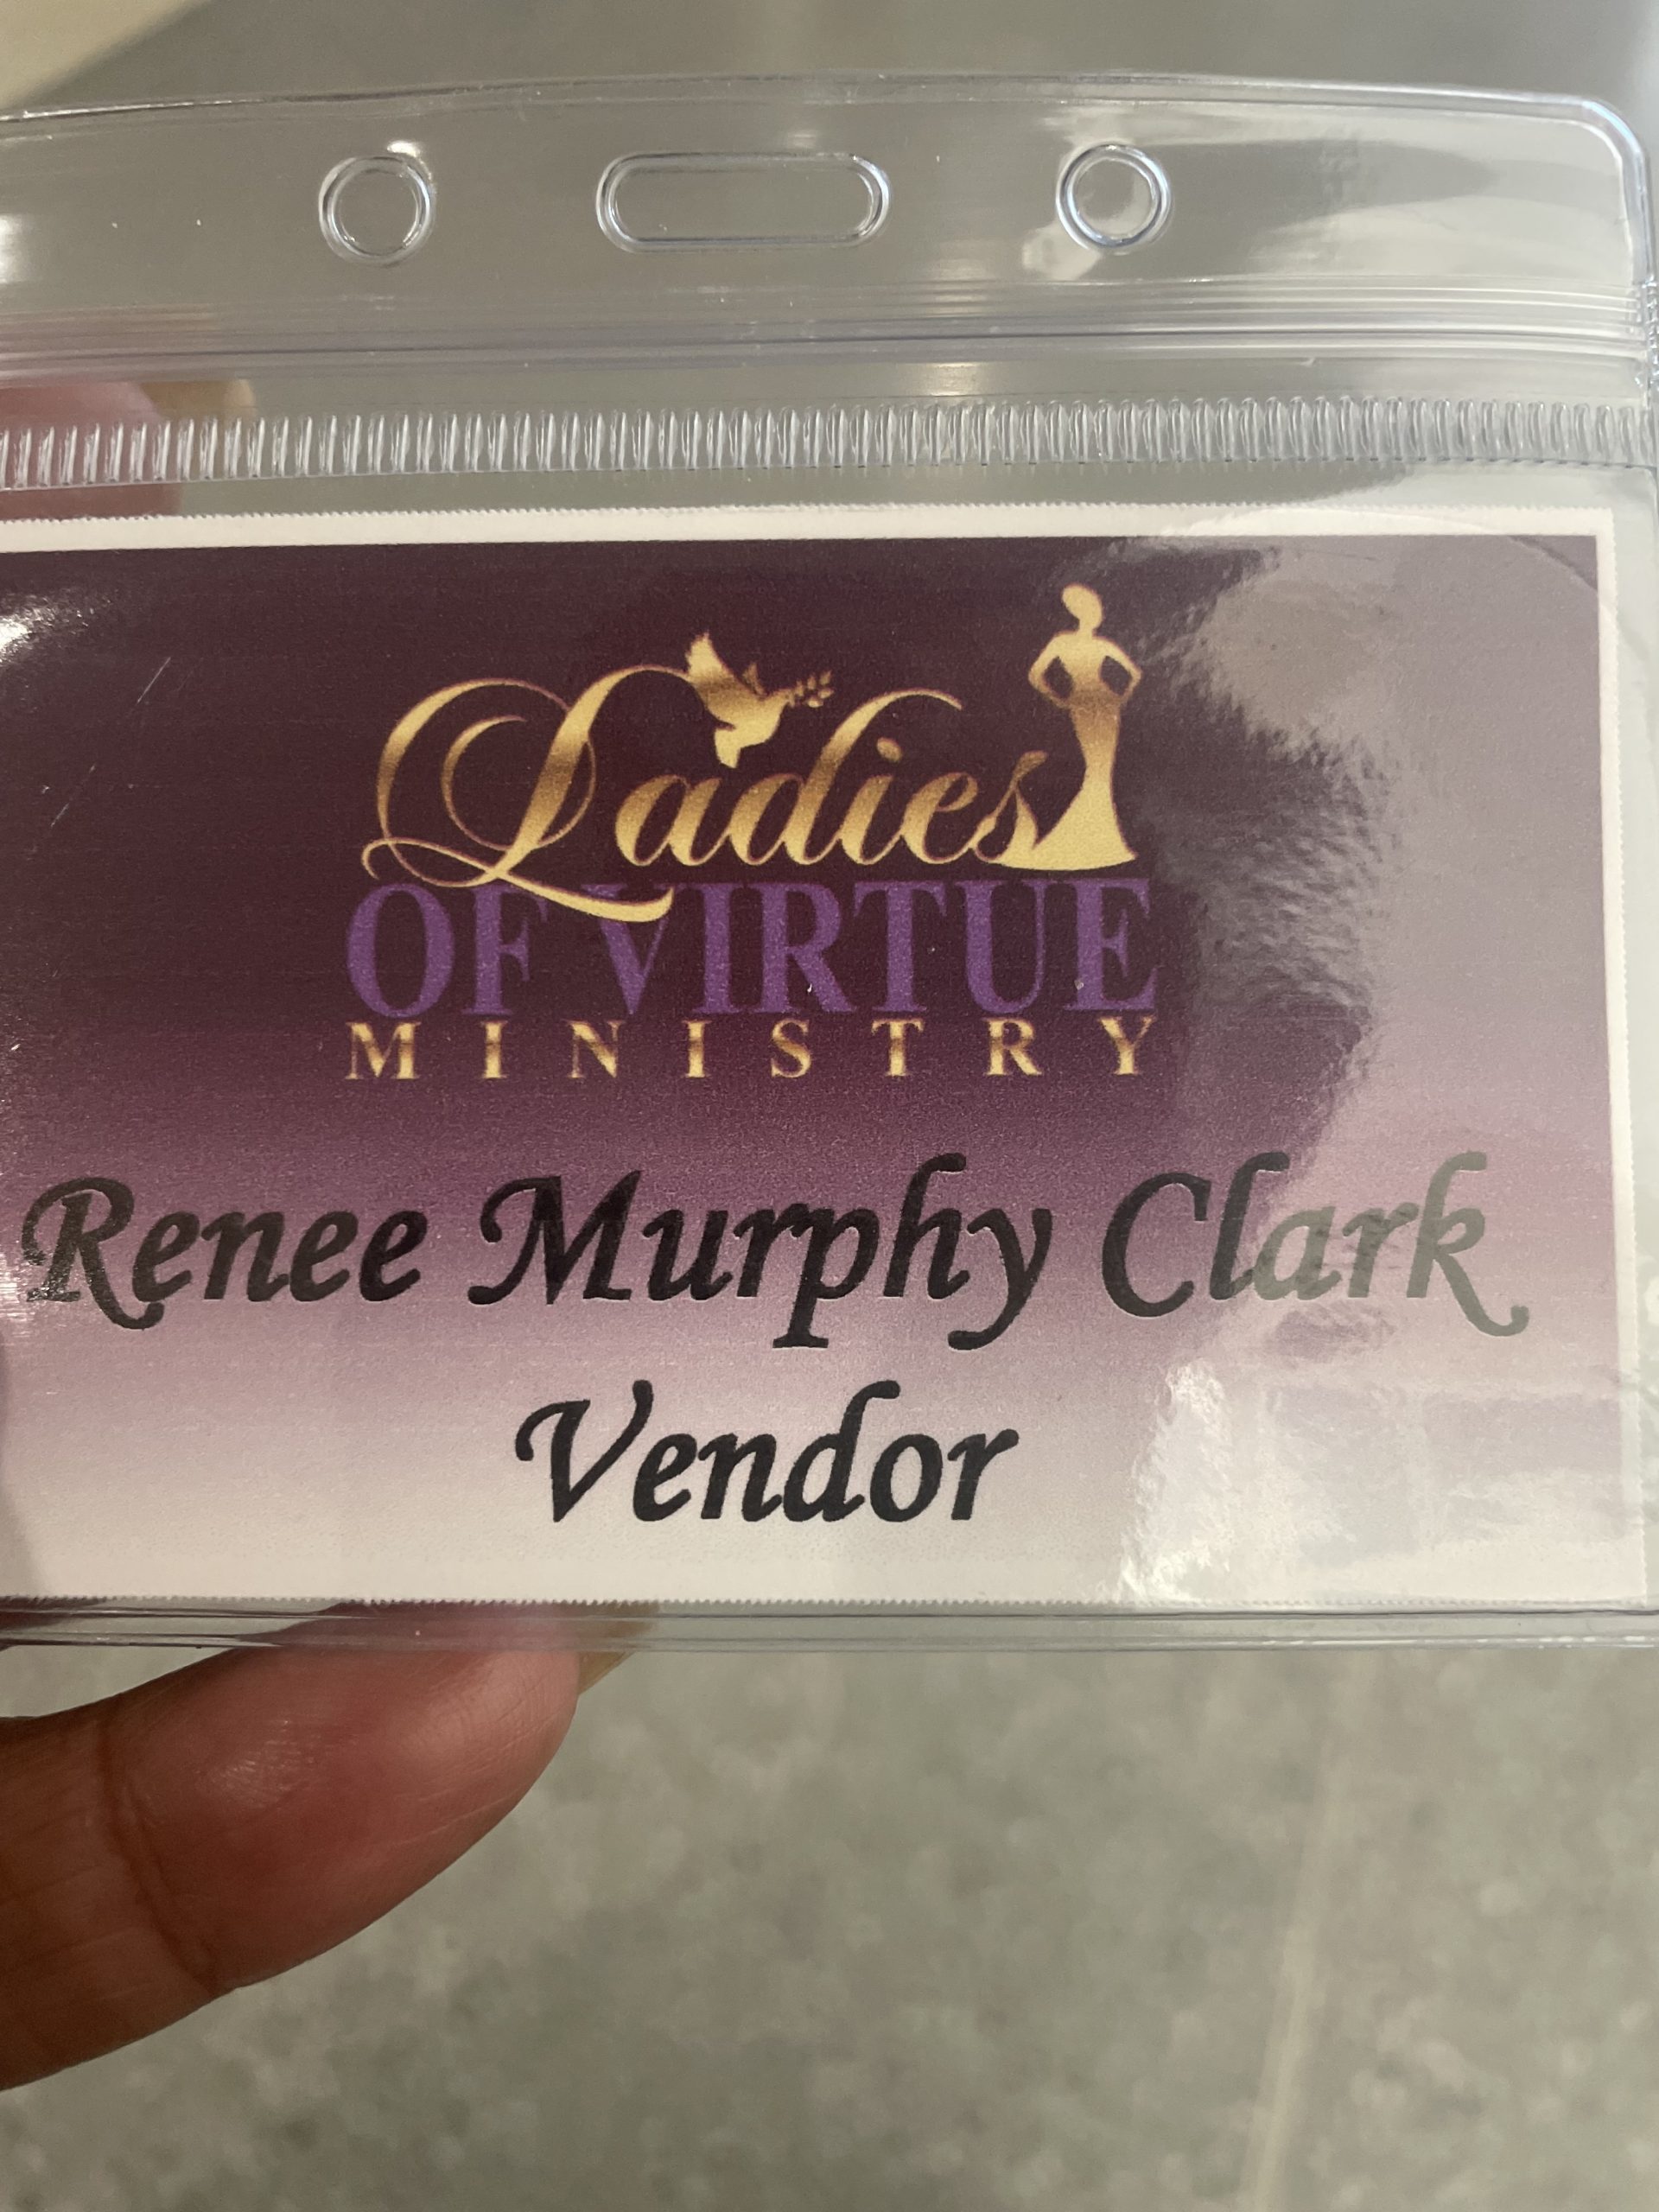 Ladies
OF VIRTUE
MINISTRY
Renee Murphy Clark
Vendor